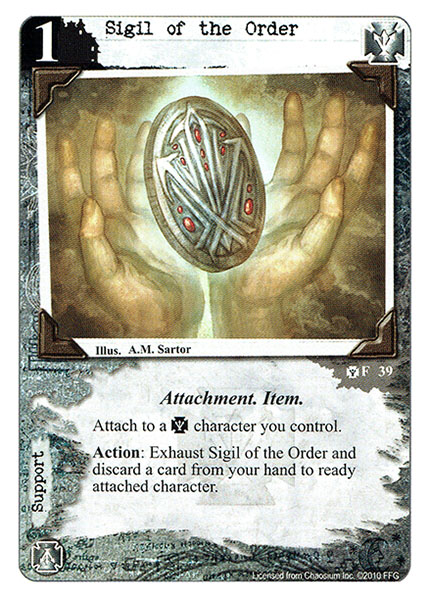 1
Sigil of the Order
Illus. A.M. Sartor
F 39
Attachment. Item.
Attach to a character you control.
Action: Exhaust Sigil of the Order and
discard a card from your hand to ready
attached character.
Support
Licensed from Chaosium Inc. ©2010 FFG